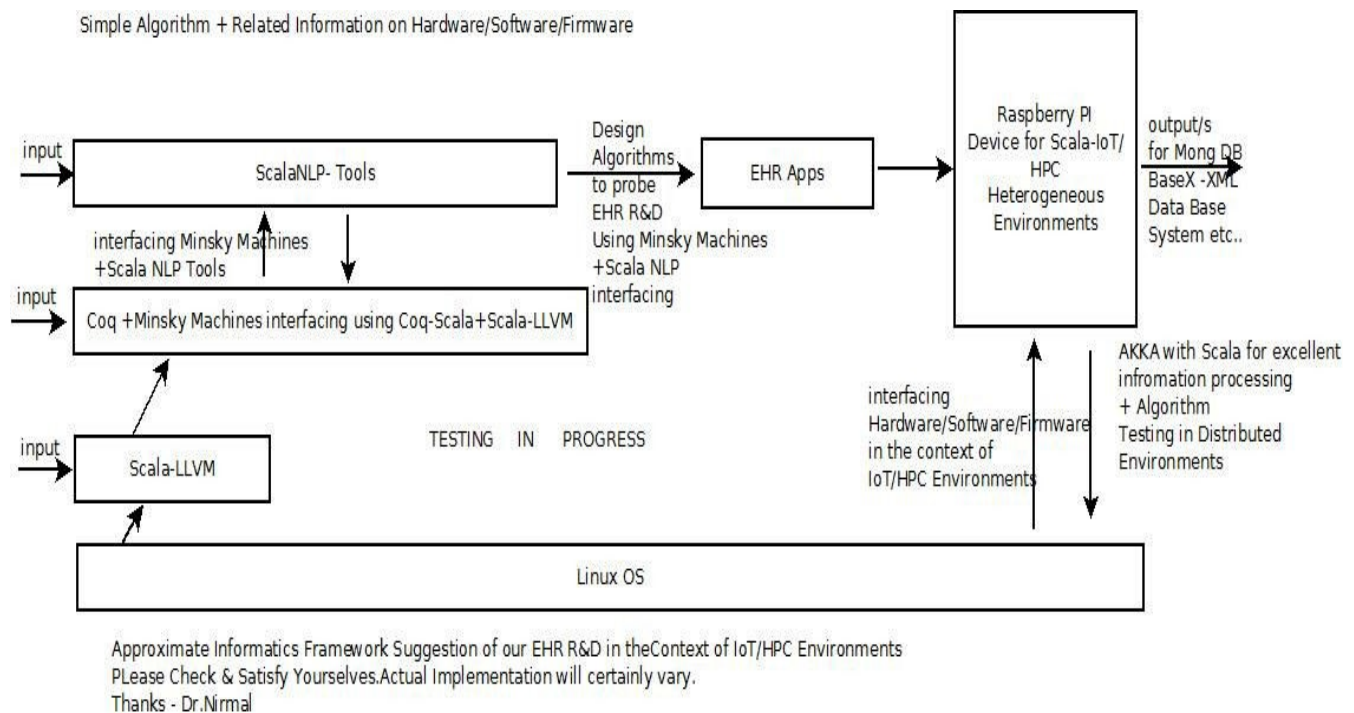 Simple Algorithm + Related Information on Hardware/Software/Firmware
input
ScalaNLP- Tools
Design
Algorithms
to probe
EHR R&D
Using Minsky Machines
+Scala NLP
interfacing
EHR Apps
Raspberry PI
Device for Scala-IoT/
HPC
Heterogeneous
Environments
output/s
for Mong DB
BaseX -XML
Data Base
System etc..
interfacing Minsky Machines
+Scala NLP Tools
input
Coq +Minsky Machines interfacing using Coq-Scala+Scala-LLVM
input
Scala-LLVM
TESTING IN PROGRESS
interfacing
Hardware/Software/Firmware
in the context of
IoT/HPC Environments
AKKA with Scala for excellent
infromation processing
+ Algorithm
Testing in Distributed
Environments
Linux OS
Approximate Informatics Framework Suggestion of our EHR R&D in theContext of IoT/HPC Environments
PLease Check & Satisfy Yourselves.Actual Implementation will certainly vary.
Thanks - Dr.Nirmal